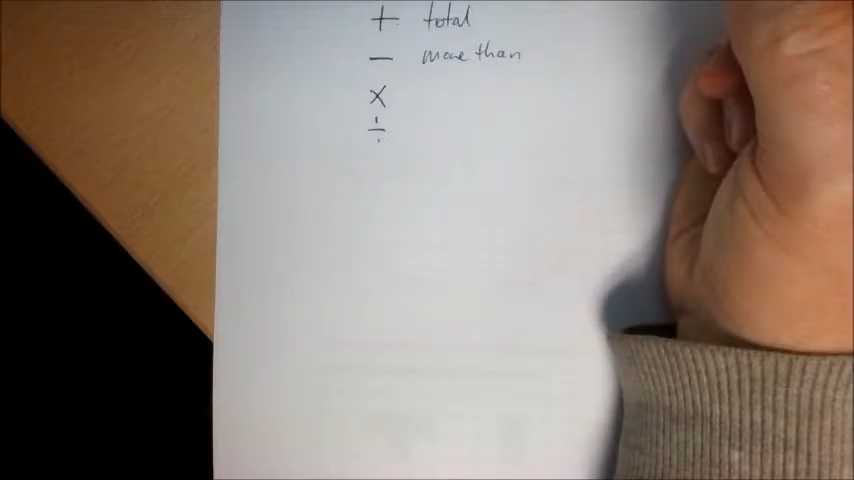 + total
− more than
×
÷